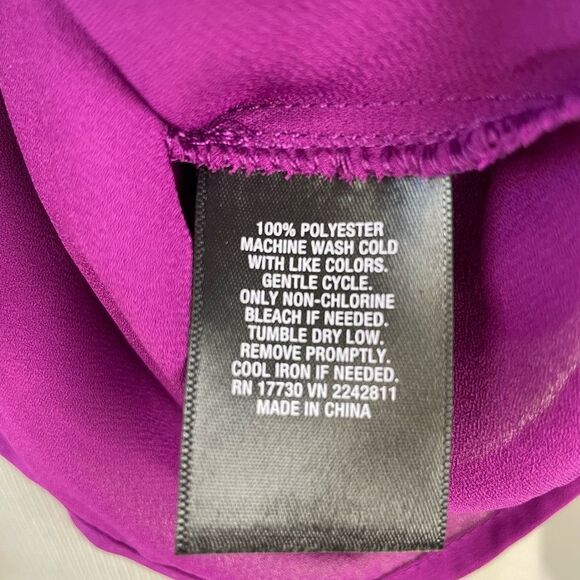 100% POLYESTER
MACHINE WASH COLD
WITH LIKE COLORS.
GENTLE CYCLE.
ONLY NON-CHLORINE
BLEACH IF NEEDED.
TUMBLE DRY LOW.
REMOVE PROMPTLY.
COOL IRON IF NEEDED.
RN 17730 VN 2242811
MADE IN CHINA